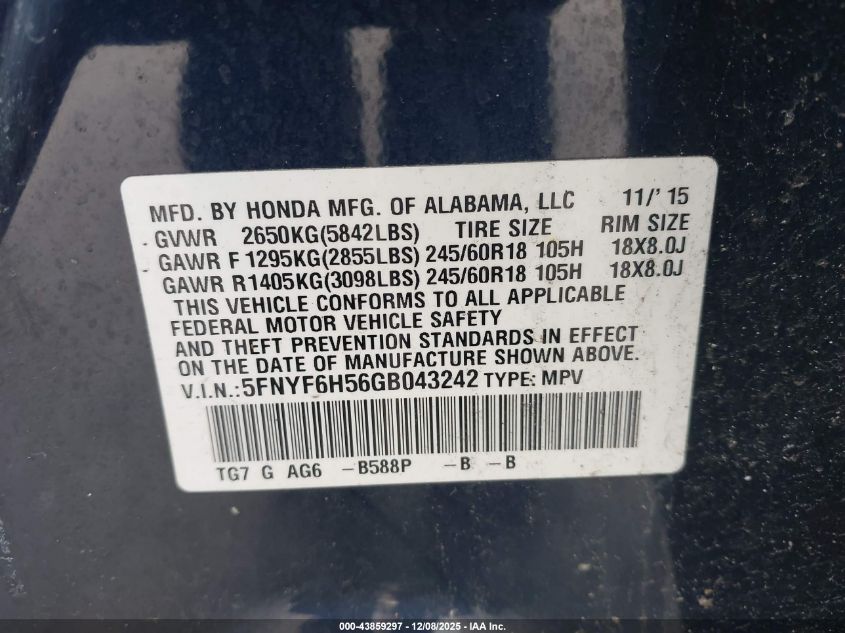 MFD. BY HONDA MFG. OF ALABAMA, LLC 11/'15
GVWR 2650KG(5842LBS) TIRE SIZE RIM SIZE
GAWR F 1295KG(2855LBS) 245/60R18 105H 18X8.0J
GAWR R1405KG(3098LBS) 245/60R18 105H 18X8.0J
THIS VEHICLE CONFORMS TO ALL APPLICABLE
FEDERAL MOTOR VEHICLE SAFETY
AND THEFT PREVENTION STANDARDS IN EFFECT
ON THE DATE OF MANUFACTURE SHOWN ABOVE.
V.I.N.:5FNYF6H56GB043242 TYPE: MPV
TG7 G AG6 -B588P -B -B
000-43859297 - 12/08/2025 - IAA Inc.